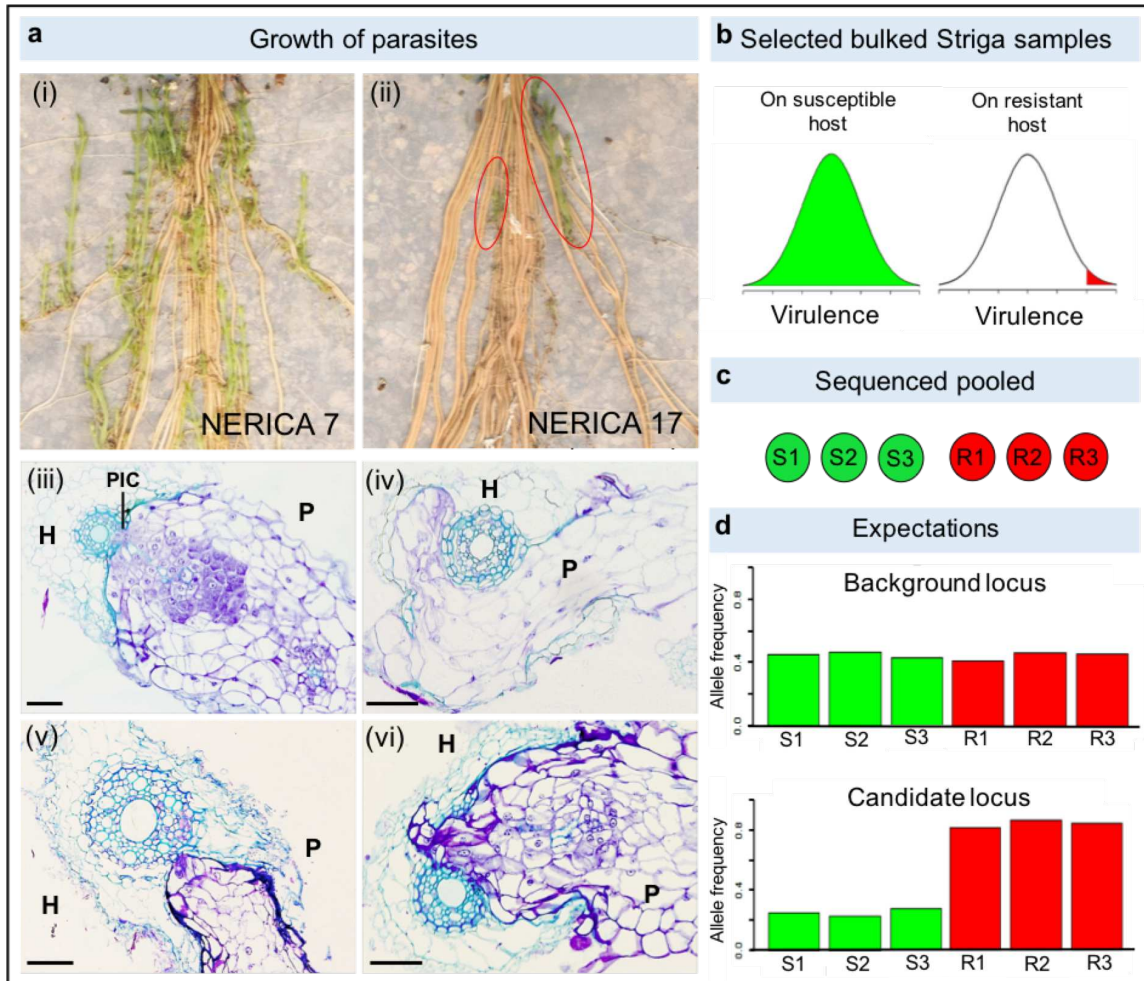 a
Growth of parasites
(i)
NERICA 7
(ii)
NERICA 17
(iii)
PIC
H
P
(iv)
H
P
(v)
H
P
(vi)
H
P
b
Selected bulked Striga samples
On susceptible
host
Virulence
On resistant
host
Virulence
c
Sequenced pooled
S1 S2 S3 R1 R2 R3
d
Expectations
Background locus
Allele frequency
0.8
0.4
0.0
S1 S2 S3 R1 R2 R3
Candidate locus
Allele frequency
0.8
0.4
0.0
S1 S2 S3 R1 R2 R3